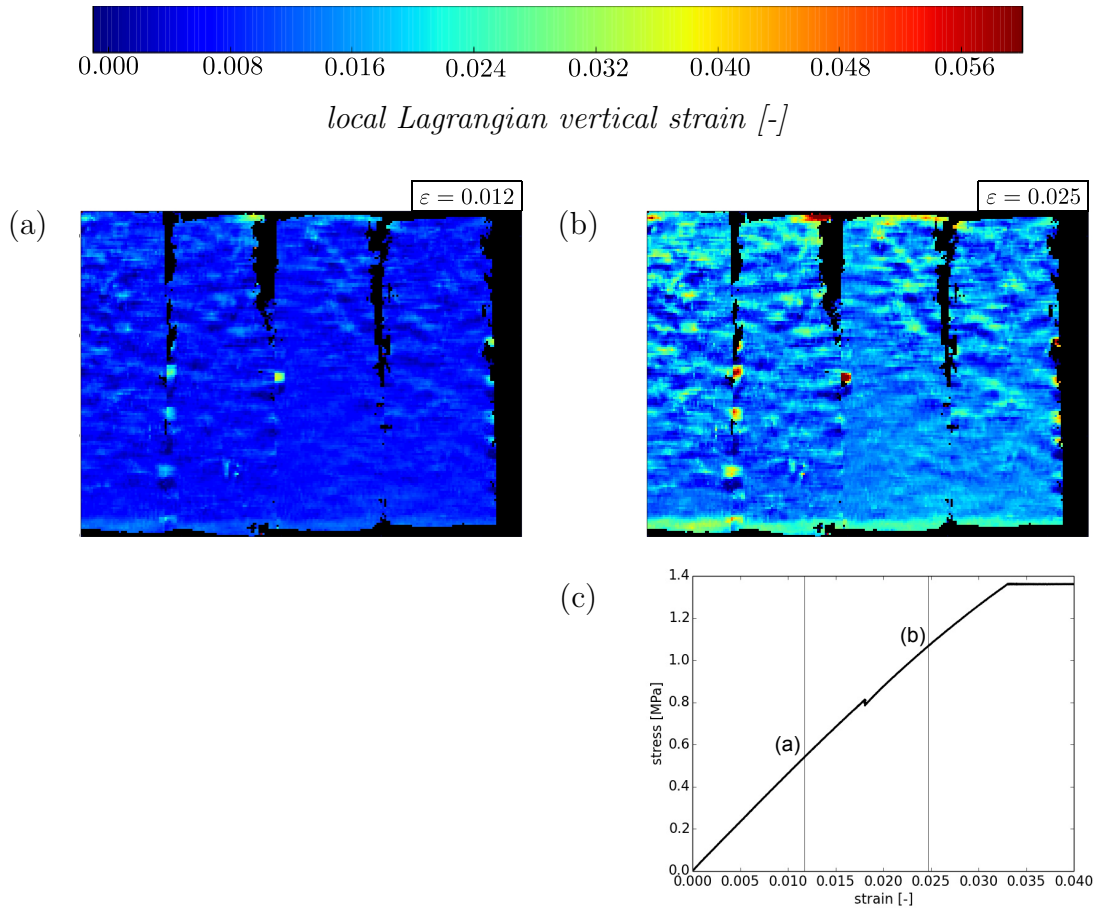 0.000 0.008 0.016 0.024 0.032 0.040 0.048 0.056
local Lagrangian vertical strain [-]
(a)
ε = 0.012
(b)
ε = 0.025
(c)
1.4
1.2
1.0
0.8
0.6
0.4
0.2
0.0
stress [MPa]
(b)
(a)
0.000 0.005 0.010 0.015 0.020 0.025 0.030 0.035 0.040
strain [-]